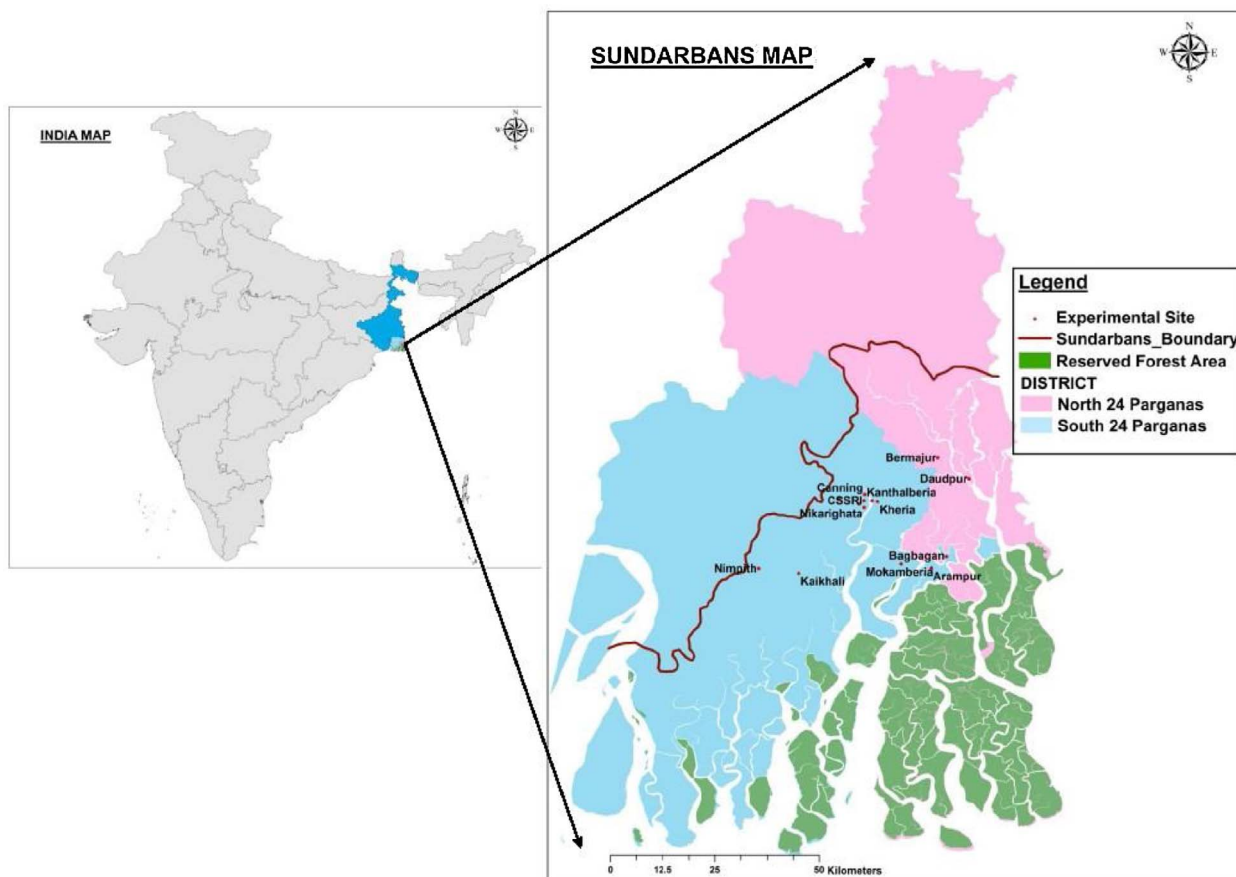 SUNDARBANS MAP
N
W E
S
INDIA MAP
N
W E
S
Legend
Experimental Site
Sundarbans_Boundary
Reserved Forest Area
DISTRICT
North 24 Parganas
South 24 Parganas
Bermajur
Daudpur
Canning
Kanthalberia
CSSRI
Kheria
Nikarighata
Bagbagan
Mokamberia
Arampur
Nimpith
Kaikhali
0 12.5 25 50 Kilometers